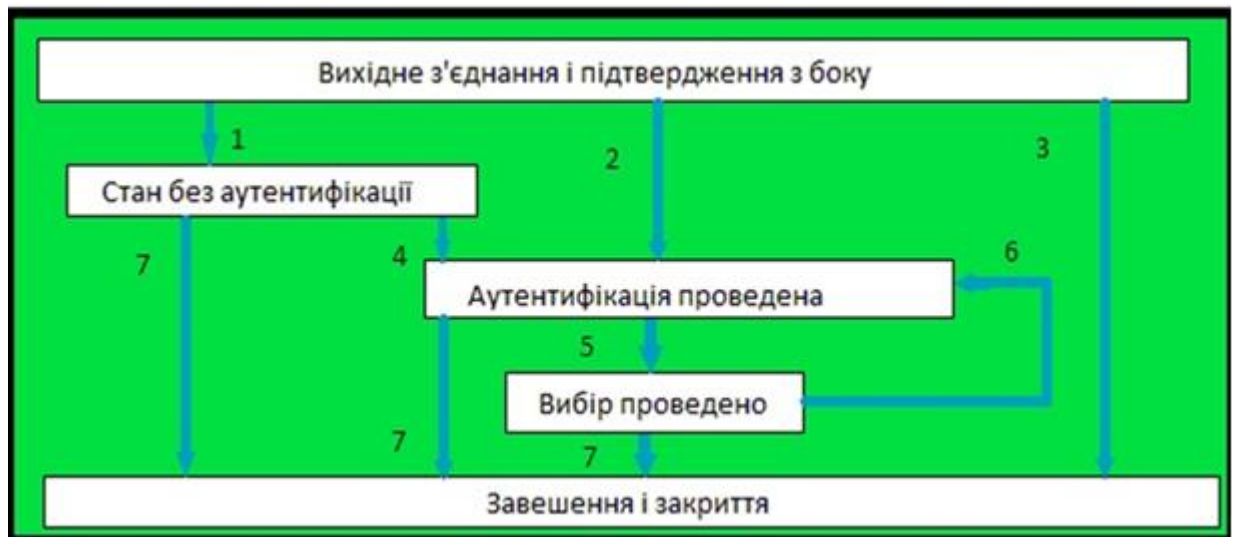 Вихідне з'єднання і підтвердження з боку
1
2
3
Стан без аутентифікації
7
4
6
Аутентифікація проведена
5
Вибір проведено
7
7
Завешення і закриття